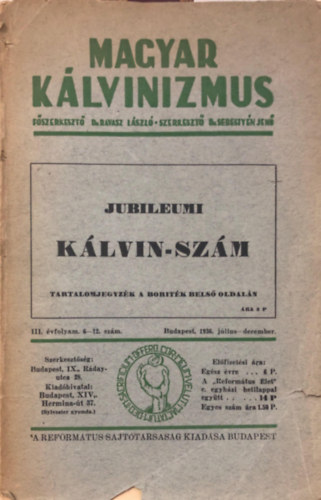 MAGYAR
KÁLVINIZMUS
FŐSZERKESZTŐ Dr RAVASZ LÁSZLÓ · SZERKESZTŐ Dr SEBESTYÉN JENŐ
JUBILEUMI
KÁLVIN-SZÁM
TARTALOMJEGYZÉK A BORITÉK BELSŐ OLDALÁN
ÁRA 3 P
III. évfolyam. 6—12. szám.
Budapest, 1936. július—december.
Szerkesztőség:
Budapest, IX., Ráday-
utca 28.
Kiadóhivatal:
Budapest, XIV.,
Hermina-út 37.
(Sylvester nyomda.)
Előfizetési ára:
Egész évre . . . 8 P.
A „Református Élet"
c. egyházi hetilappal
együtt . . . . . 14 P
Egyes szám ára 1.50 P.
A REFORMÁTUS SAJTÓTÁRSASÁG KIADÁSA BUDAPEST